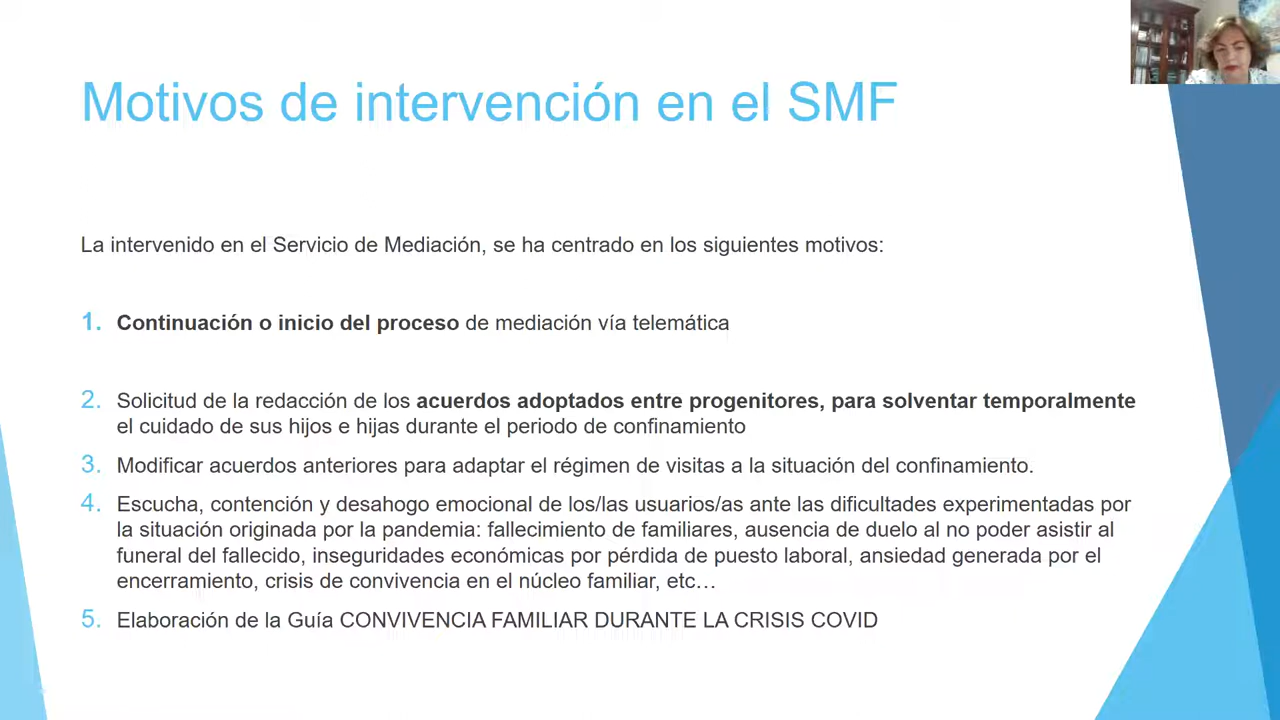 Motivos de intervención en el SMF
La intervenido en el Servicio de Mediación, se ha centrado en los siguientes motivos:
1. Continuación o inicio del proceso de mediación vía telemática
2. Solicitud de la redacción de los acuerdos adoptados entre progenitores, para solventar temporalmente
el cuidado de sus hijos e hijas durante el periodo de confinamiento
3. Modificar acuerdos anteriores para adaptar el régimen de visitas a la situación del confinamiento.
4. Escucha, contención y desahogo emocional de los/las usuarios/as ante las dificultades experimentadas por
la situación originada por la pandemia: fallecimiento de familiares, ausencia de duelo al no poder asistir al
funeral del fallecido, inseguridades económicas por pérdida de puesto laboral, ansiedad generada por el
encerramiento, crisis de convivencia en el núcleo familiar, etc…
5. Elaboración de la Guía CONVIVENCIA FAMILIAR DURANTE LA CRISIS COVID